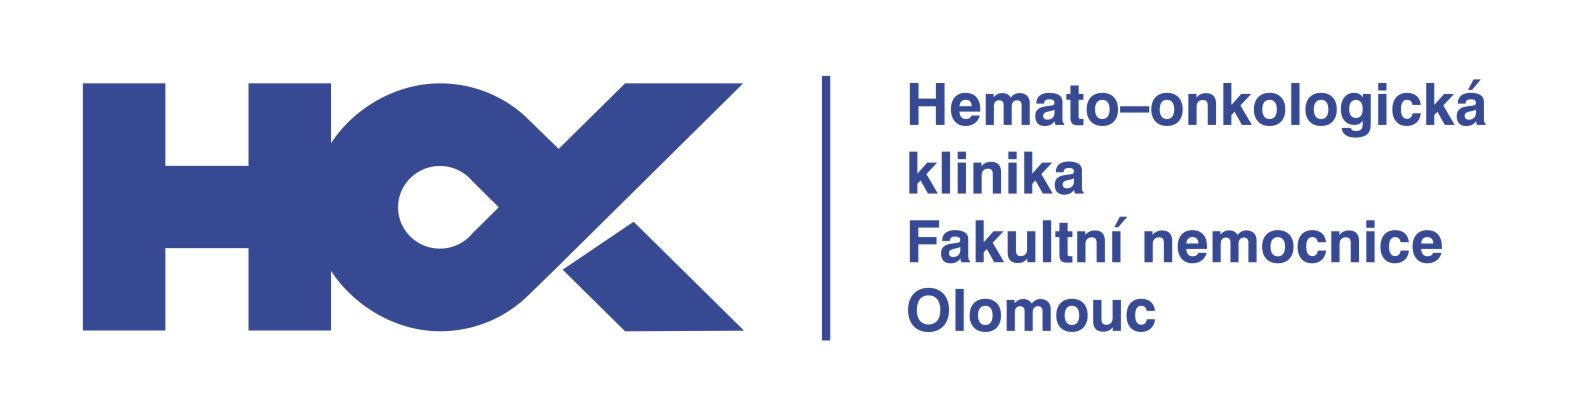 HOK
Hemato–onkologická
klinika
Fakultní nemocnice
Olomouc